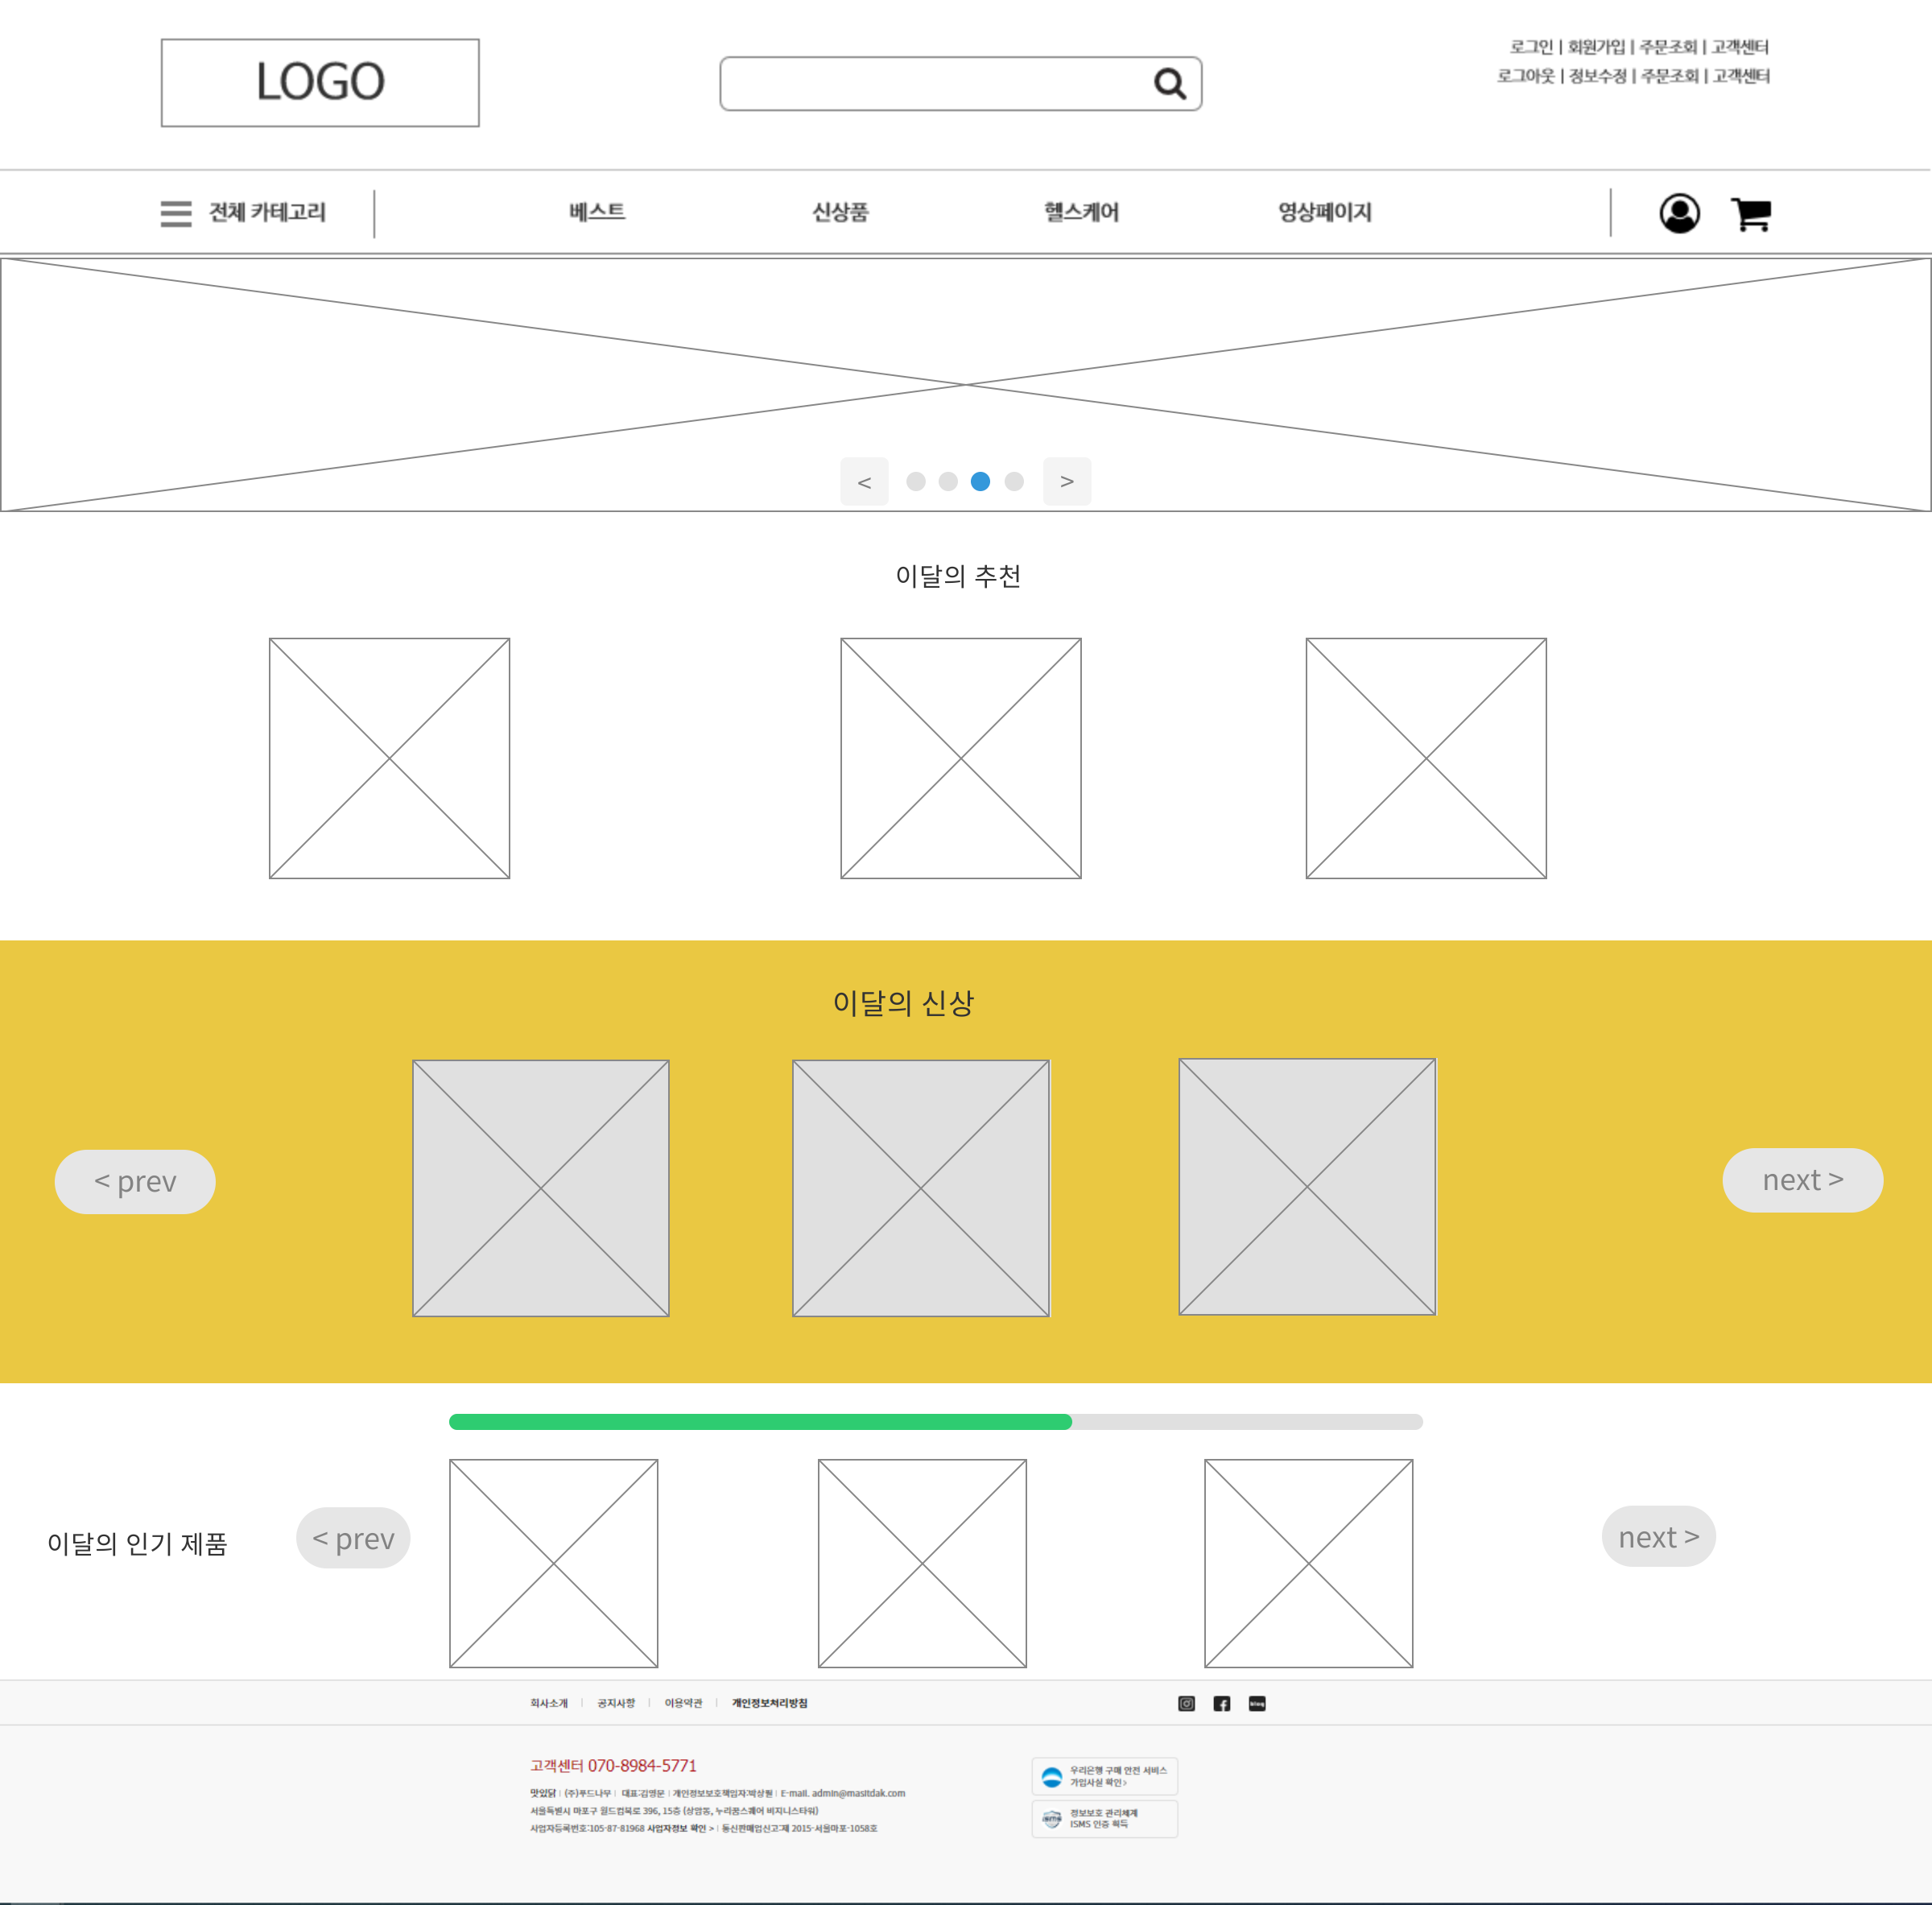 LOGO
로그인 | 회원가입 | 주문조회 | 고객센터
로그아웃 | 정보수정 | 주문조회 | 고객센터
전체 카테고리
베스트
신상품
헬스케어
영상페이지
<
>
이달의 추천
이달의 신상
< prev
next >
이달의 인기 제품
< prev
next >
회사소개 | 공지사항 | 이용약관 | 개인정보처리방침
blog
고객센터 070-8984-5771
맛있닭 | (주)푸드나무 | 대표:김영문 | 개인정보보호책임자:박상필 | E-mail. admin@masitdak.com
서울특별시 마포구 월드컵북로 396, 15층 (상암동, 누리꿈스퀘어 비지니스타워)
사업자등록번호:105-87-81968 사업자정보 확인 > | 통신판매업신고:제 2015-서울마포-1058호
우리은행 구매 안전 서비스
가입사실 확인 >
정보보호 관리체계
ISMS 인증 획득